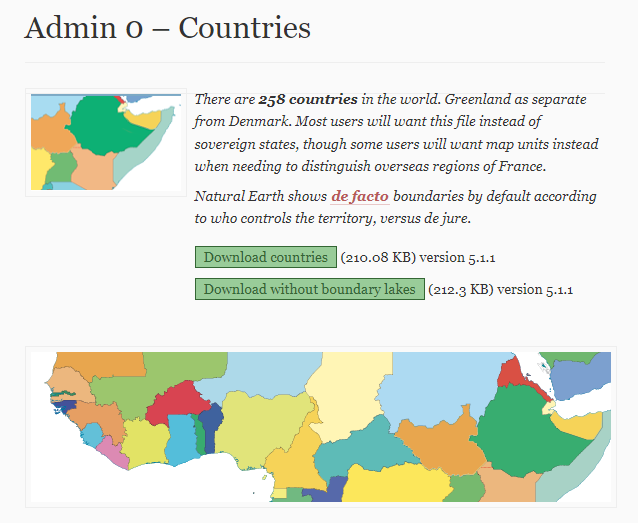 Admin 0 – Countries
There are 258 countries in the world. Greenland as separate
from Denmark. Most users will want this file instead of
sovereign states, though some users will want map units instead
when needing to distinguish overseas regions of France.
Natural Earth shows de facto boundaries by default according
to who controls the territory, versus de jure.
Download countries (210.08 KB) version 5.1.1
Download without boundary lakes (212.3 KB) version 5.1.1